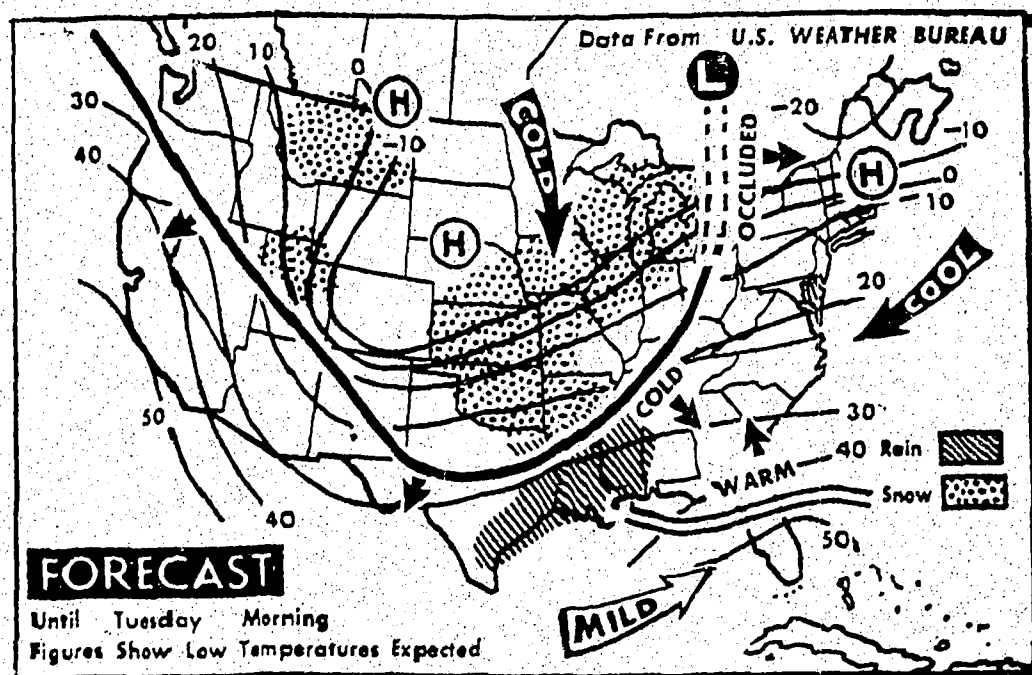 Data From U.S. WEATHER BUREAU
20
10
0
H
L
-20
-10
30
-10
COLD
OCCLUDED
H
0
10
40
H
COOL
20
50
COLD
30
40
Rain
WARM
Snow
40
50
MILD
FORECAST
Until Tuesday Morning
Figures Show Low Temperatures Expected